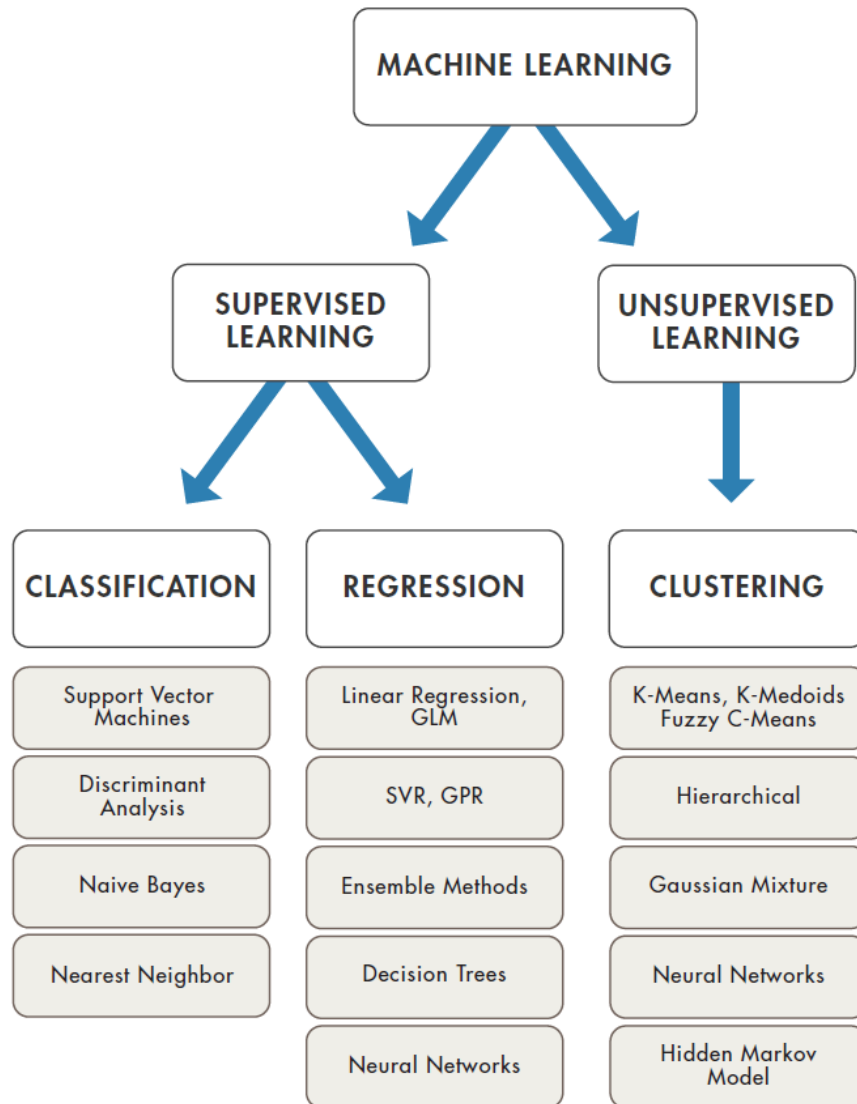 MACHINE LEARNING
SUPERVISED
LEARNING
UNSUPERVISED
LEARNING
CLASSIFICATION
REGRESSION
CLUSTERING
Support Vector
Machines
Discriminant
Analysis
Naive Bayes
Nearest Neighbor
Linear Regression,
GLM
SVR, GPR
Ensemble Methods
Decision Trees
Neural Networks
K-Means, K-Medoids
Fuzzy C-Means
Hierarchical
Gaussian Mixture
Neural Networks
Hidden Markov
Model